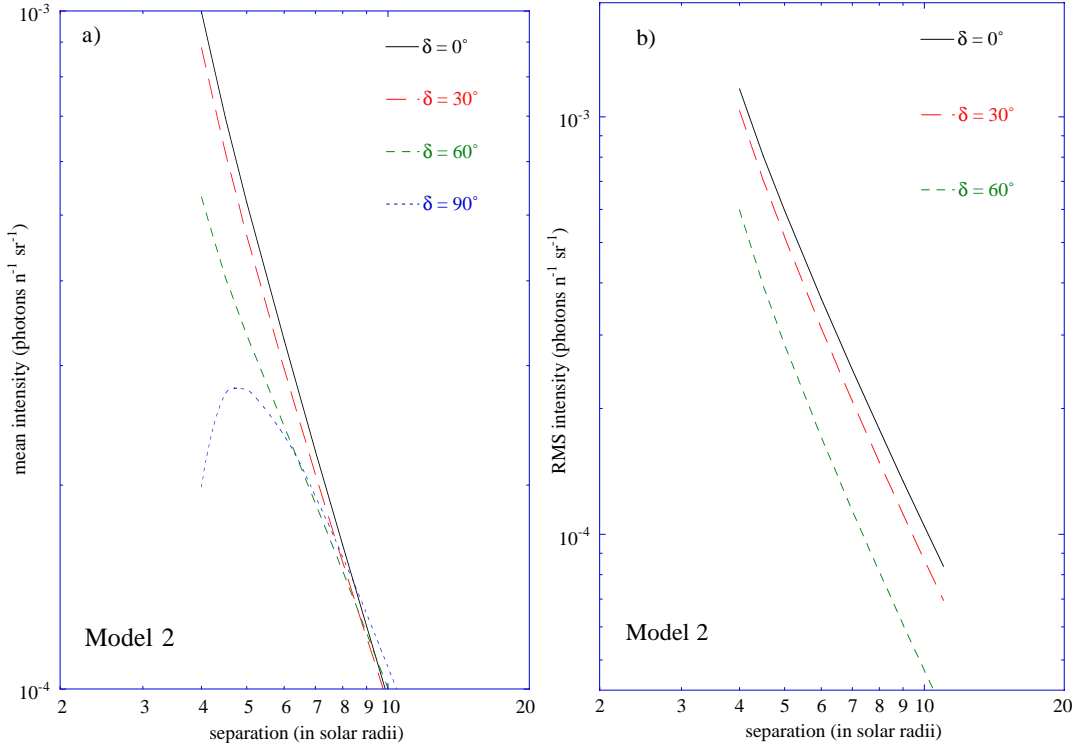 a)
δ = 0°
δ = 30°
δ = 60°
δ = 90°
10⁻³
10⁻⁴
mean intensity (photons n⁻¹ sr⁻¹)
Model 2
2 3 4 5 6 7 8 9 10 20
separation (in solar radii)
b)
δ = 0°
δ = 30°
δ = 60°
10⁻³
10⁻⁴
RMS intensity (photons n⁻¹ sr⁻¹)
Model 2
2 3 4 5 6 7 8 9 10 20
separation (in solar radii)